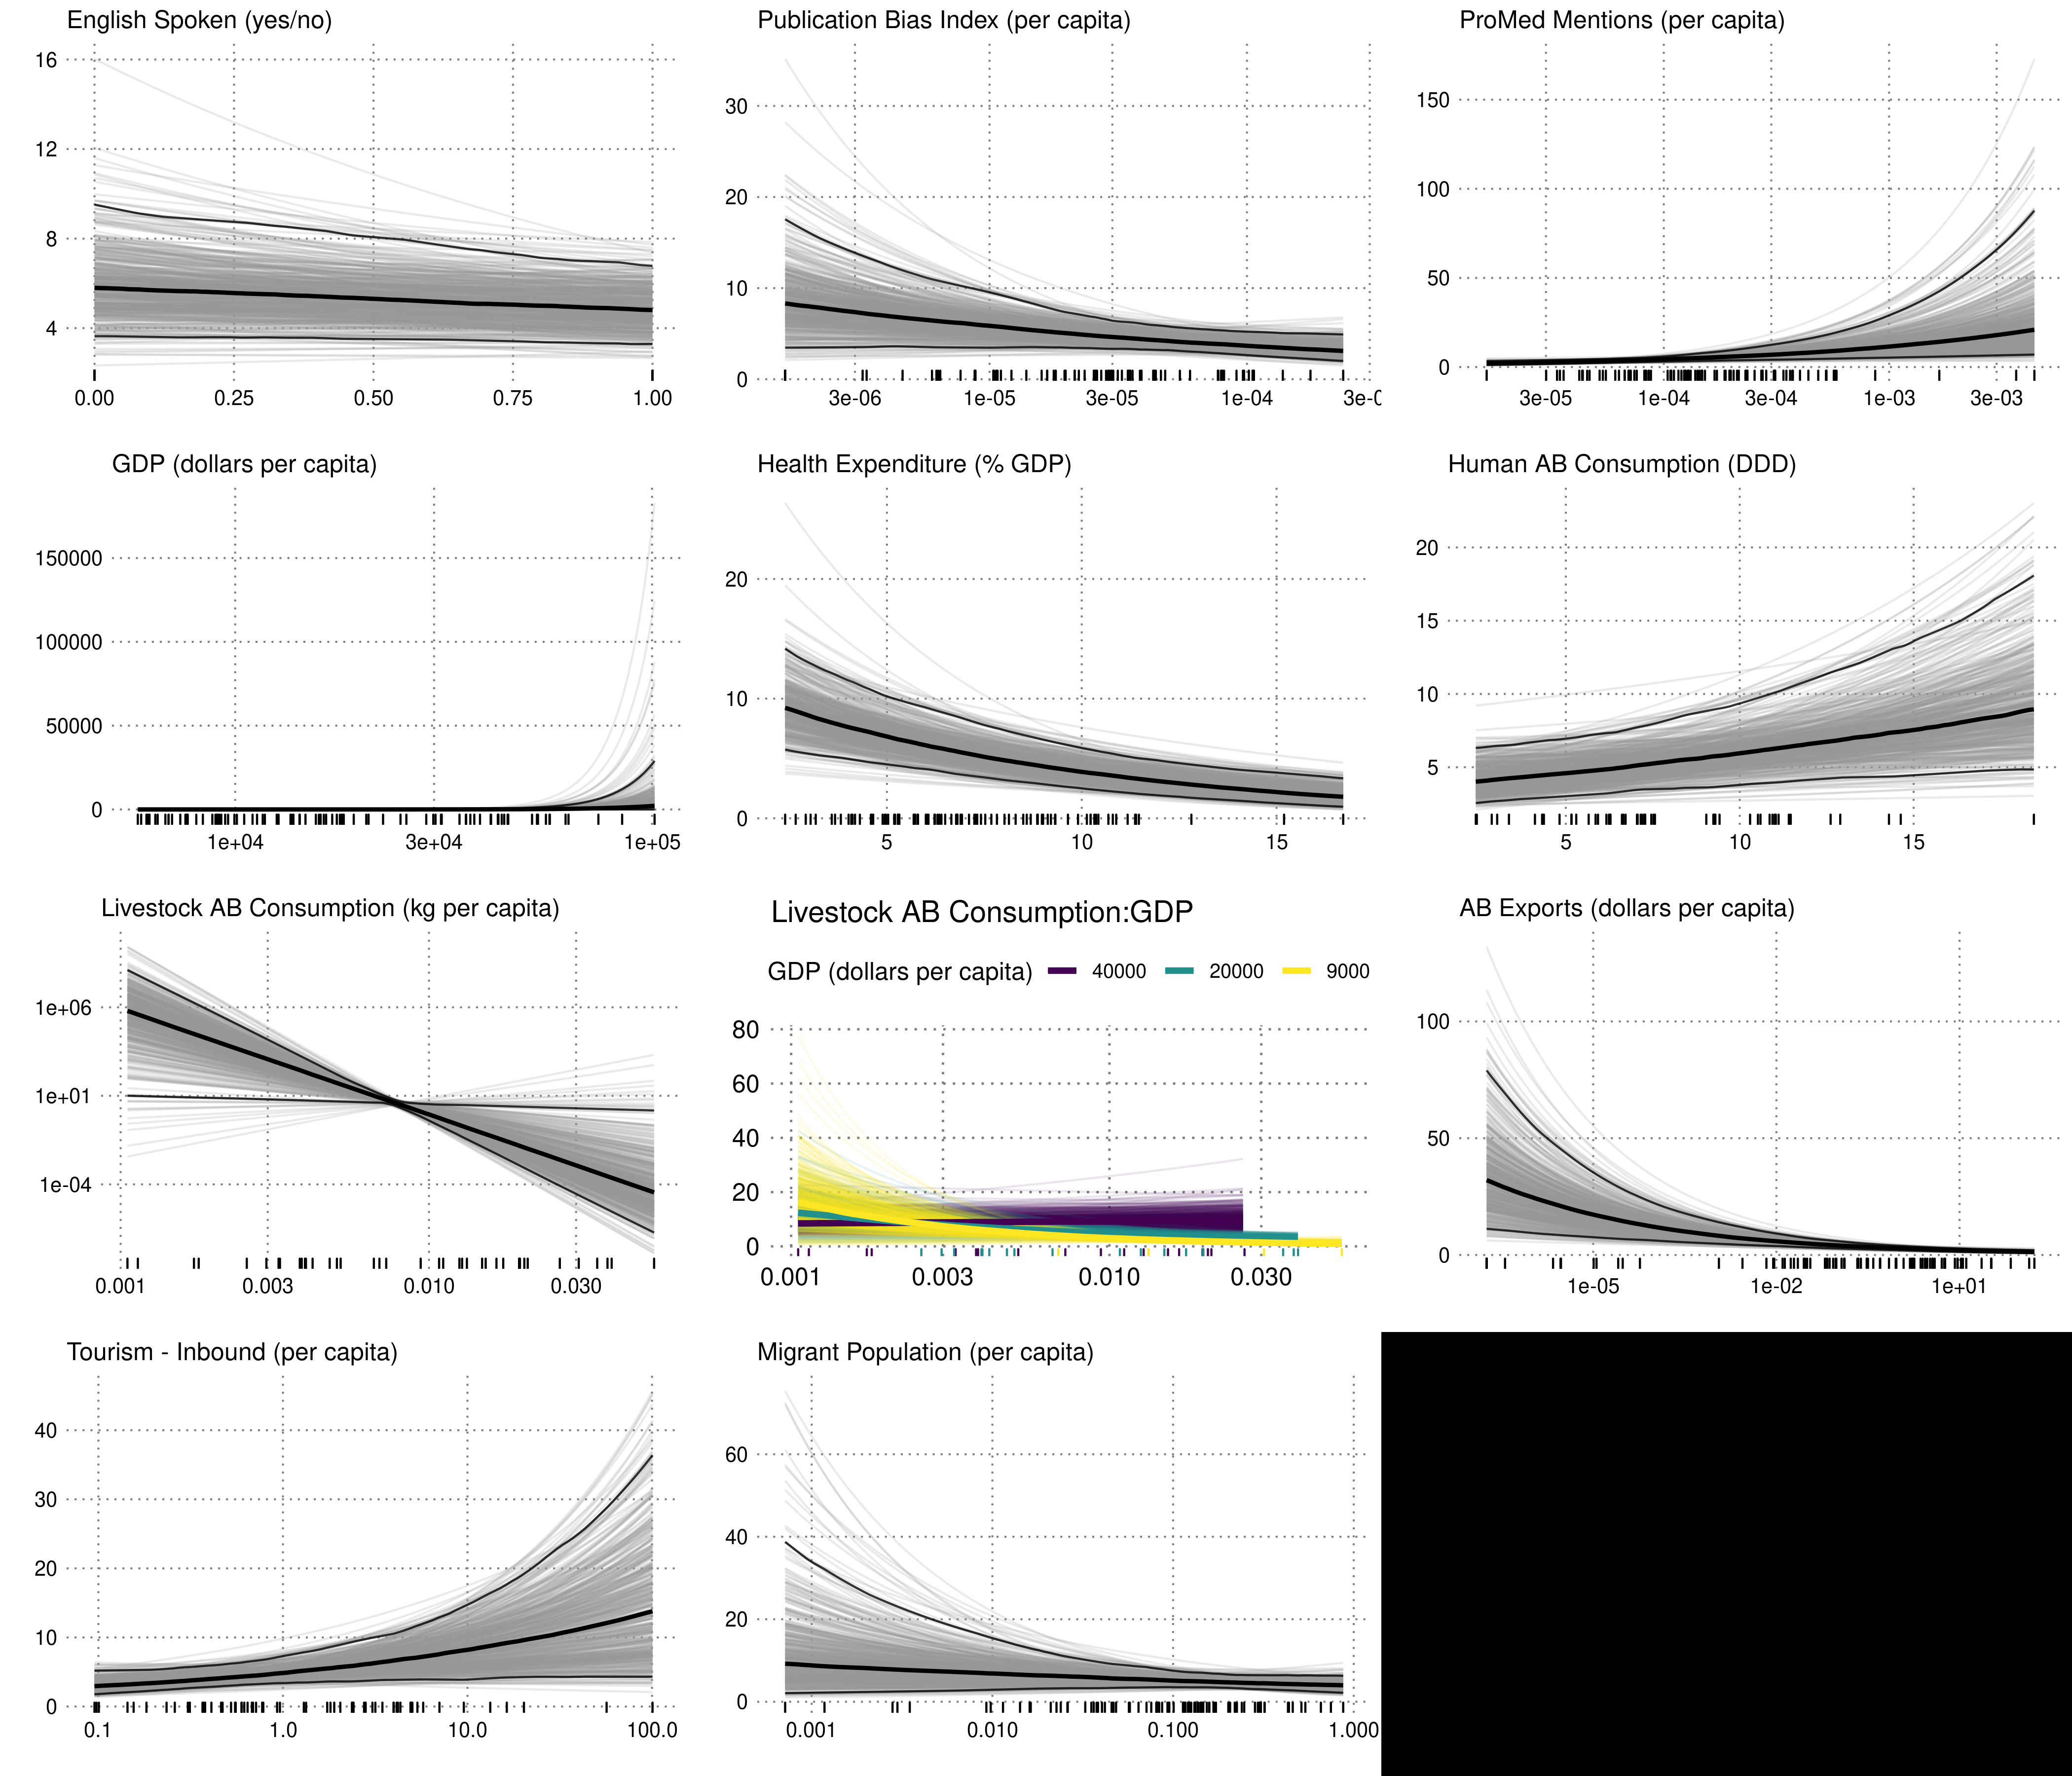 English Spoken (yes/no)
16
12
8
4
0.00 0.25 0.50 0.75 1.00
Publication Bias Index (per capita)
30
20
10
0
3e-06 1e-05 3e-05 1e-04
ProMed Mentions (per capita)
150
100
50
0
3e-05 1e-04 3e-04 1e-03 3e-03
GDP (dollars per capita)
150000
100000
50000
0
1e+04 3e+04 1e+05
Health Expenditure (% GDP)
20
10
0
5 10 15
Human AB Consumption (DDD)
20
15
10
5
5 10 15
Livestock AB Consumption (kg per capita)
1e+06
1e+01
1e-04
0.001 0.003 0.010 0.030
Livestock AB Consumption:GDP
GDP (dollars per capita) 40000 20000 9000
80
60
40
20
0
0.001 0.003 0.010 0.030
AB Exports (dollars per capita)
100
50
0
1e-05 1e-02 1e+01
Tourism - Inbound (per capita)
40
30
20
10
0
0.1 1.0 10.0 100.0
Migrant Population (per capita)
60
40
20
0
0.001 0.010 0.100 1.000